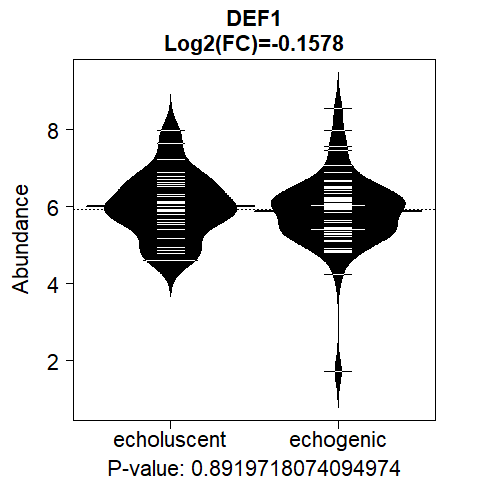 DEF1
Log2(FC)=-0.1578
Abundance
8
6
4
2
echoluscent echogenic
P-value: 0.8919718074094974